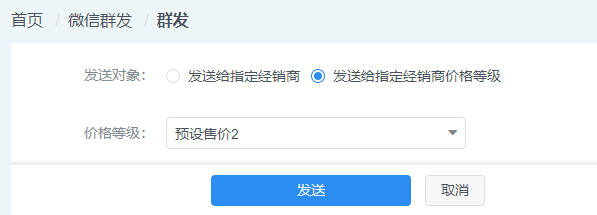 首页 / 微信群发 / 群发
发送对象： 发送给指定经销商 发送给指定经销商价格等级
价格等级： 预设售价2
发送 取消